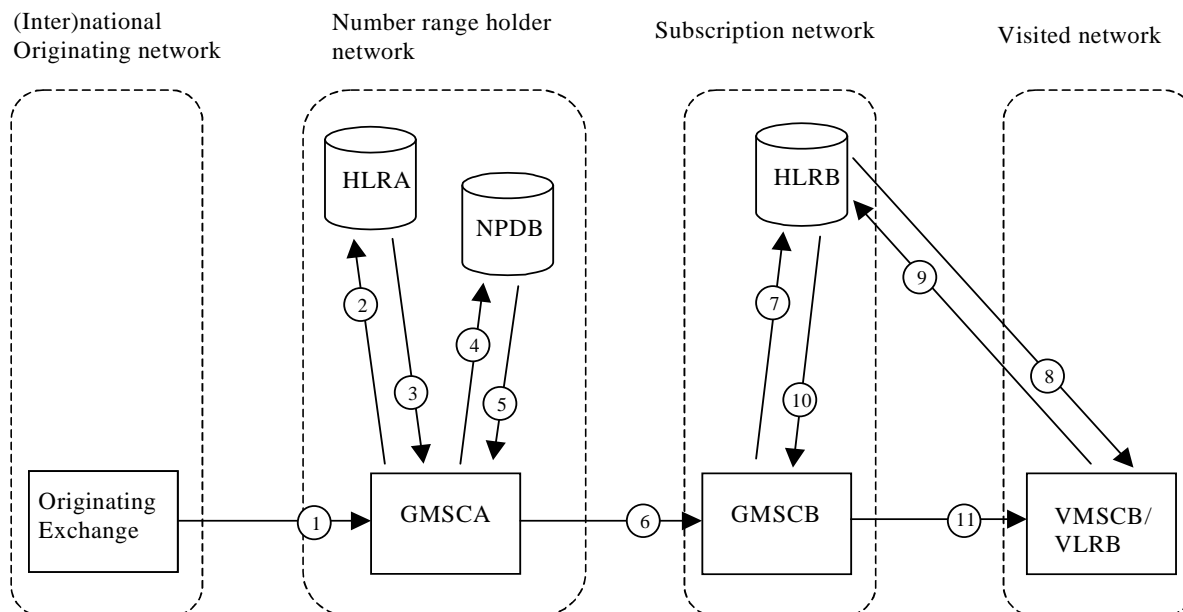 (Inter)national
Originating network
Number range holder
network
Subscription network
Visited network
HLRA
NPDB
HLRB
2
4
3
5
7
10
9
8
Originating
Exchange
1
GMSCA
6
GMSCB
11
VMSCB/
VLRB